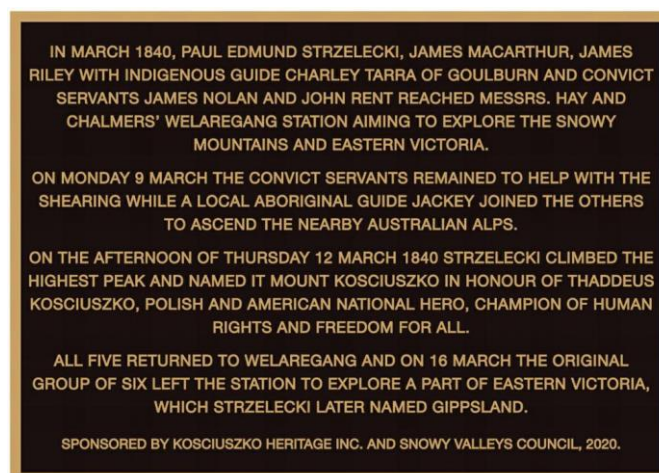 IN MARCH 1840, PAUL EDMUND STRZELECKI, JAMES MACARTHUR, JAMES
RILEY WITH INDIGENOUS GUIDE CHARLEY TARRA OF GOULBURN AND CONVICT
SERVANTS JAMES NOLAN AND JOHN RENT REACHED MESSRS. HAY AND
CHALMERS' WELAREGANG STATION AIMING TO EXPLORE THE SNOWY
MOUNTAINS AND EASTERN VICTORIA.
ON MONDAY 9 MARCH THE CONVICT SERVANTS REMAINED TO HELP WITH THE
SHEARING WHILE A LOCAL ABORIGINAL GUIDE JACKEY JOINED THE OTHERS
TO ASCEND THE NEARBY AUSTRALIAN ALPS.
ON THE AFTERNOON OF THURSDAY 12 MARCH 1840 STRZELECKI CLIMBED THE
HIGHEST PEAK AND NAMED IT MOUNT KOSCIUSZKO IN HONOUR OF THADDEUS
KOSCIUSZKO, POLISH AND AMERICAN NATIONAL HERO, CHAMPION OF HUMAN
RIGHTS AND FREEDOM FOR ALL.
ALL FIVE RETURNED TO WELAREGANG AND ON 16 MARCH THE ORIGINAL
GROUP OF SIX LEFT THE STATION TO EXPLORE A PART OF EASTERN VICTORIA,
WHICH STRZELECKI LATER NAMED GIPPSLAND.
SPONSORED BY KOSCIUSZKO HERITAGE INC. AND SNOWY VALLEYS COUNCIL, 2020.